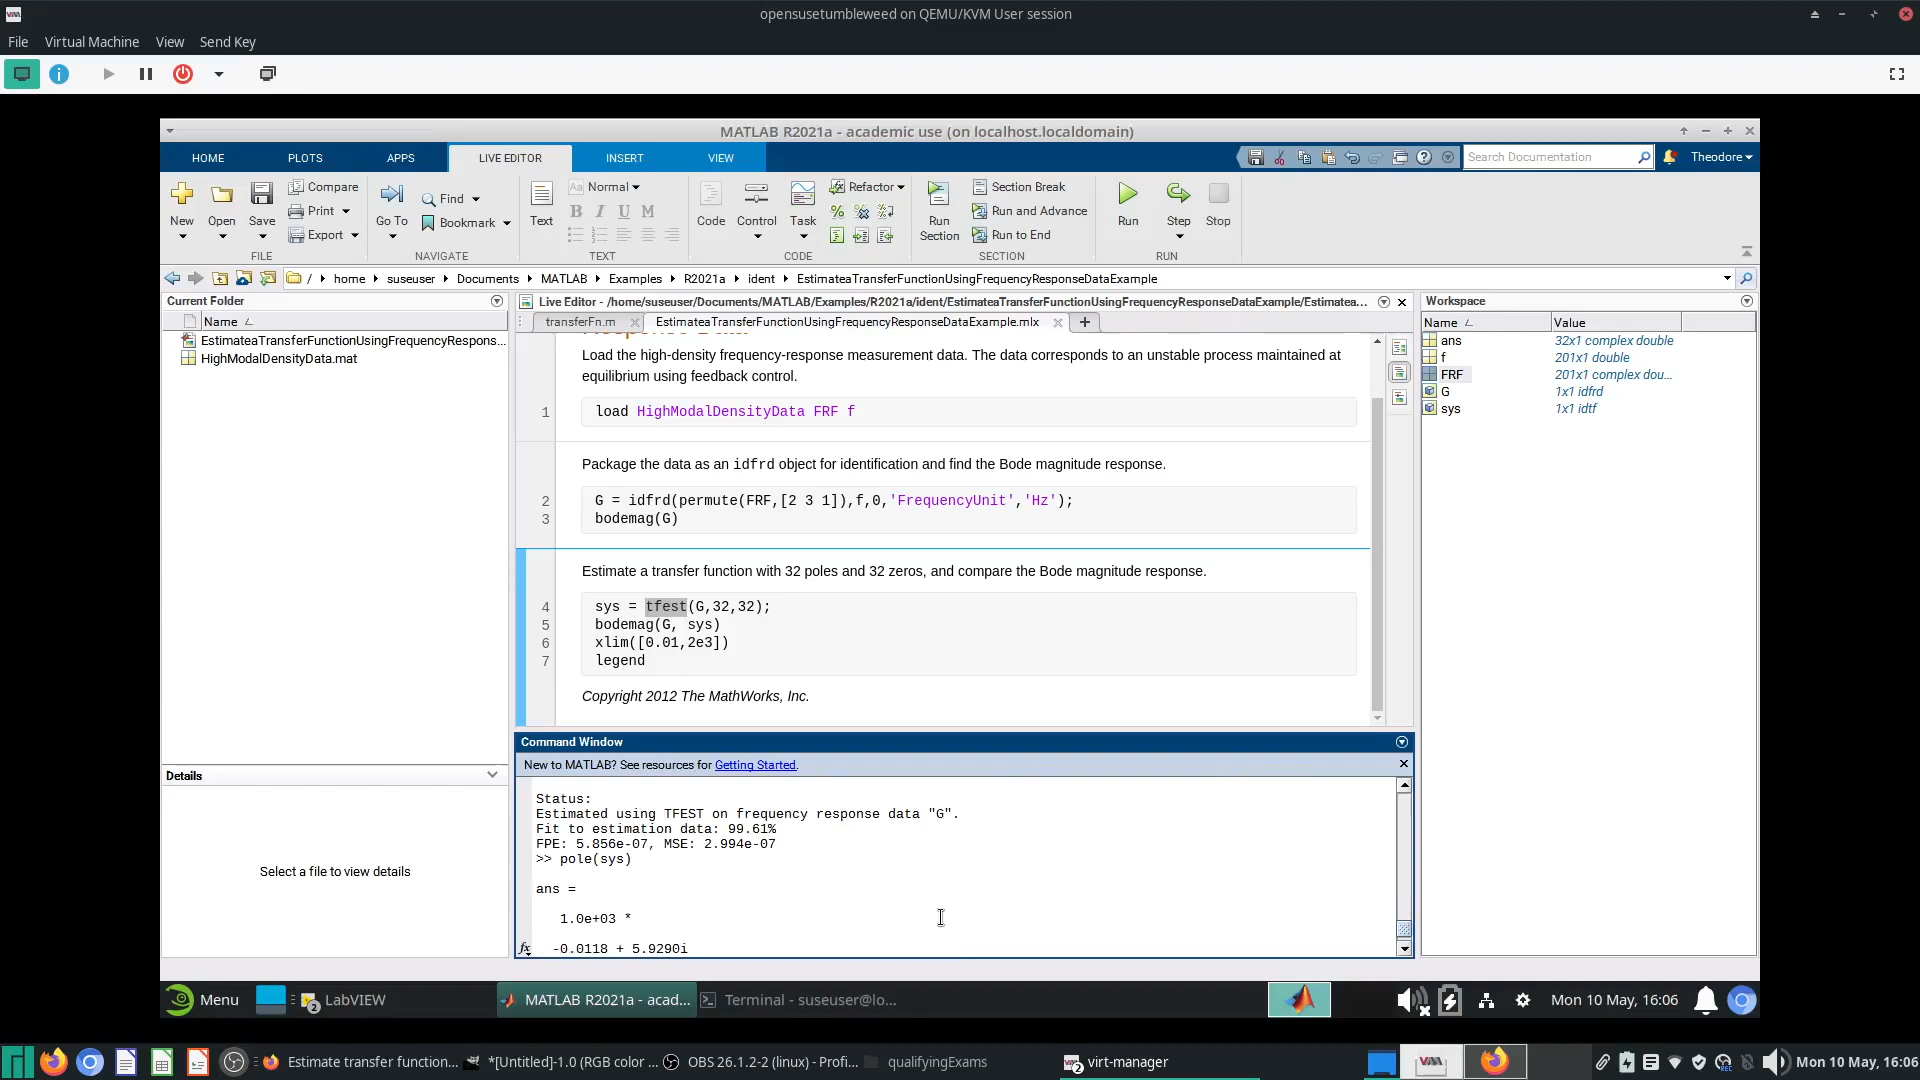 opensusetumbleweed on QEMU/KVM User session
File Virtual Machine View Send Key
MATLAB R2021a - academic use (on localhost.localdomain)
HOME PLOTS APPS LIVE EDITOR INSERT VIEW
Search Documentation
Theodore
New Open Save
Compare
Print
Export
FILE
Go To
Find
Bookmark
NAVIGATE
Text
Aa Normal
B I U M
TEXT
Code Control Task
Refactor
CODE
Run Section
Section Break
Run and Advance
Run to End
SECTION
Run Step Stop
RUN
/ home suseuser Documents MATLAB Examples R2021a ident EstimateaTransferFunctionUsingFrequencyResponseDataExample
Current Folder
Name
EstimateaTransferFunctionUsingFrequencyRespons...
HighModalDensityData.mat
Details
Select a file to view details
Live Editor - /home/suseuser/Documents/MATLAB/Examples/R2021a/ident/EstimateaTransferFunctionUsingFrequencyResponseDataExample/Estimatea...
transferFn.m
EstimateaTransferFunctionUsingFrequencyResponseDataExample.mlx
Load the high-density frequency-response measurement data. The data corresponds to an unstable process maintained at
equilibrium using feedback control.
1 load HighModalDensityData FRF f
Package the data as an idfrd object for identification and find the Bode magnitude response.
2 G = idfrd(permute(FRF,[2 3 1]),f,0,'FrequencyUnit','Hz');
3 bodemag(G)
Estimate a transfer function with 32 poles and 32 zeros, and compare the Bode magnitude response.
4 sys = tfest(G,32,32);
5 bodemag(G, sys)
6 xlim([0.01,2e3])
7 legend
Copyright 2012 The MathWorks, Inc.
Command Window
New to MATLAB? See resources for Getting Started.
Status:
Estimated using TFEST on frequency response data "G".
Fit to estimation data: 99.61%
FPE: 5.856e-07, MSE: 2.994e-07
>> pole(sys)
ans =
1.0e+03 *
fx -0.0118 + 5.9290i
Workspace
Name Value
ans 32x1 complex double
f 201x1 double
FRF 201x1 complex dou...
G 1x1 idfrd
sys 1x1 idtf
Menu
2 LabVIEW
MATLAB R2021a - acad...
Terminal - suseuser@lo...
Mon 10 May, 16:06
Estimate transfer function...
*[Untitled]-1.0 (RGB color ...
OBS 26.1.2-2 (linux) - Profi...
qualifyingExams
2 virt-manager
Mon 10 May, 16:06